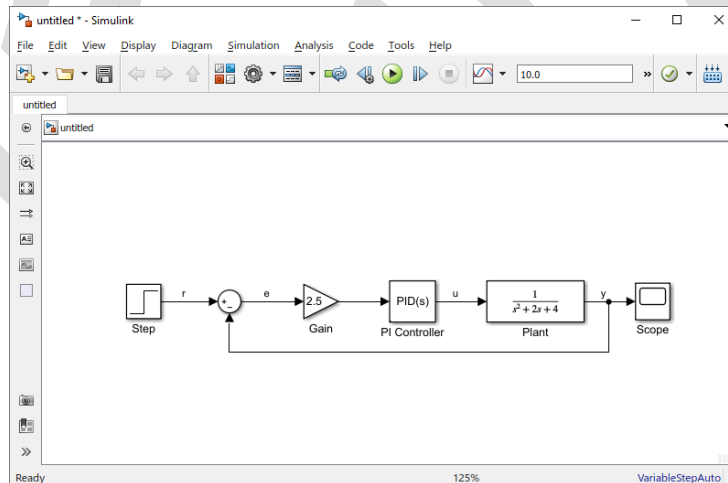 untitled * - Simulink
File Edit View Display Diagram Simulation Analysis Code Tools Help
10.0 »
untitled
untitled
r e u y
+ - 2.5 PID(s) 1
s² + 2s + 4
Step Gain PI Controller Plant Scope
Ready 125% VariableStepAuto